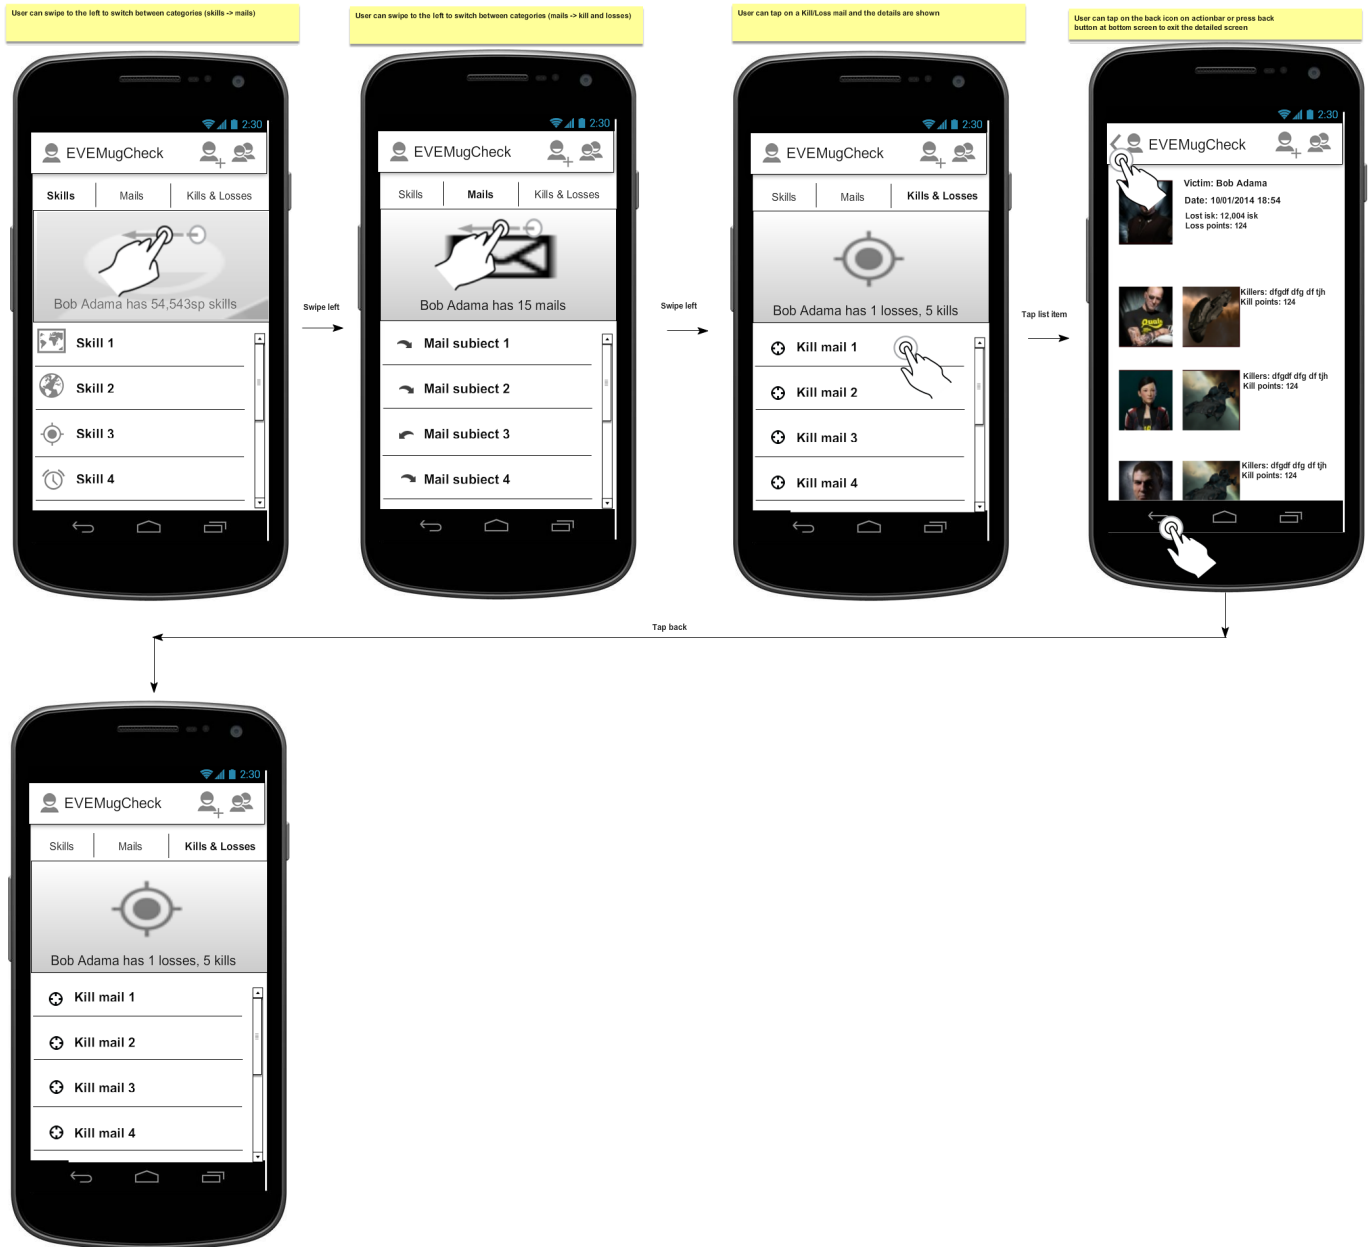 User can swipe to the left to switch between categories (skills -> mails)
User can swipe to the left to switch between categories (mails -> kill and losses)
User can tap on a Kill/Loss mail and the details are shown
User can tap on the back icon on actionbar or press back
button at bottom screen to exit the detailed screen
2:30
EVEMugCheck
Skills
Mails
Kills & Losses
Bob Adama has 54,543sp skills
Skill 1
Skill 2
Skill 3
Skill 4
Swipe left
2:30
EVEMugCheck
Skills
Mails
Kills & Losses
Bob Adama has 15 mails
Mail subiect 1
Mail subiect 2
Mail subiect 3
Mail subiect 4
Swipe left
2:30
EVEMugCheck
Skills
Mails
Kills & Losses
Bob Adama has 1 losses, 5 kills
Kill mail 1
Kill mail 2
Kill mail 3
Kill mail 4
Tap list item
2:30
EVEMugCheck
Victim: Bob Adama
Date: 10/01/2014 18:54
Lost isk: 12,004 isk
Loss points: 124
Killers: dfgdf dfg df tjh
Kill points: 124
Killers: dfgdf dfg df tjh
Kill points: 124
Killers: dfgdf dfg df tjh
Kill points: 124
Tap back
2:30
EVEMugCheck
Skills
Mails
Kills & Losses
Bob Adama has 1 losses, 5 kills
Kill mail 1
Kill mail 2
Kill mail 3
Kill mail 4